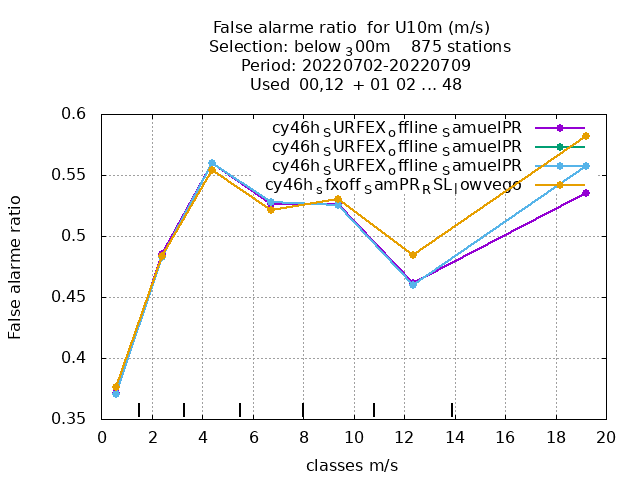 False alarme ratio  for U10m (m/s)
Selection: below ₃00m    875 stations
Period: 20220702-20220709
Used  00,12  + 01 02 ... 48
0.6
0.55
0.5
0.45
0.4
0.35
0 2 4 6 8 10 12 14 16 18 20
False alarme ratio
classes m/s
cy46h_SURFEX_offline_SamuelPR
cy46h_SURFEX_offline_SamuelPR
cy46h_SURFEX_offline_SamuelPR
cy46h_sfxoff_SamPR_RSL_lowvego